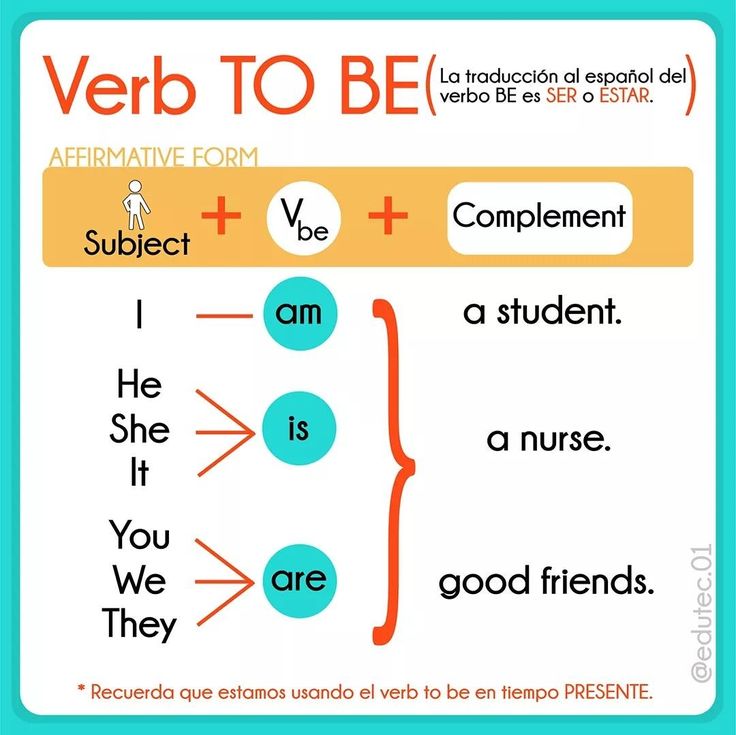 Verb TO BE (La traducción al español del
verbo BE es SER o ESTAR.)
AFFIRMATIVE FORM
Subject + Vbe + Complement
I am a student.
He
She is a nurse.
It
You
We are good friends.
They
* Recuerda que estamos usando el verb to be en tiempo PRESENTE.
@edutec.01